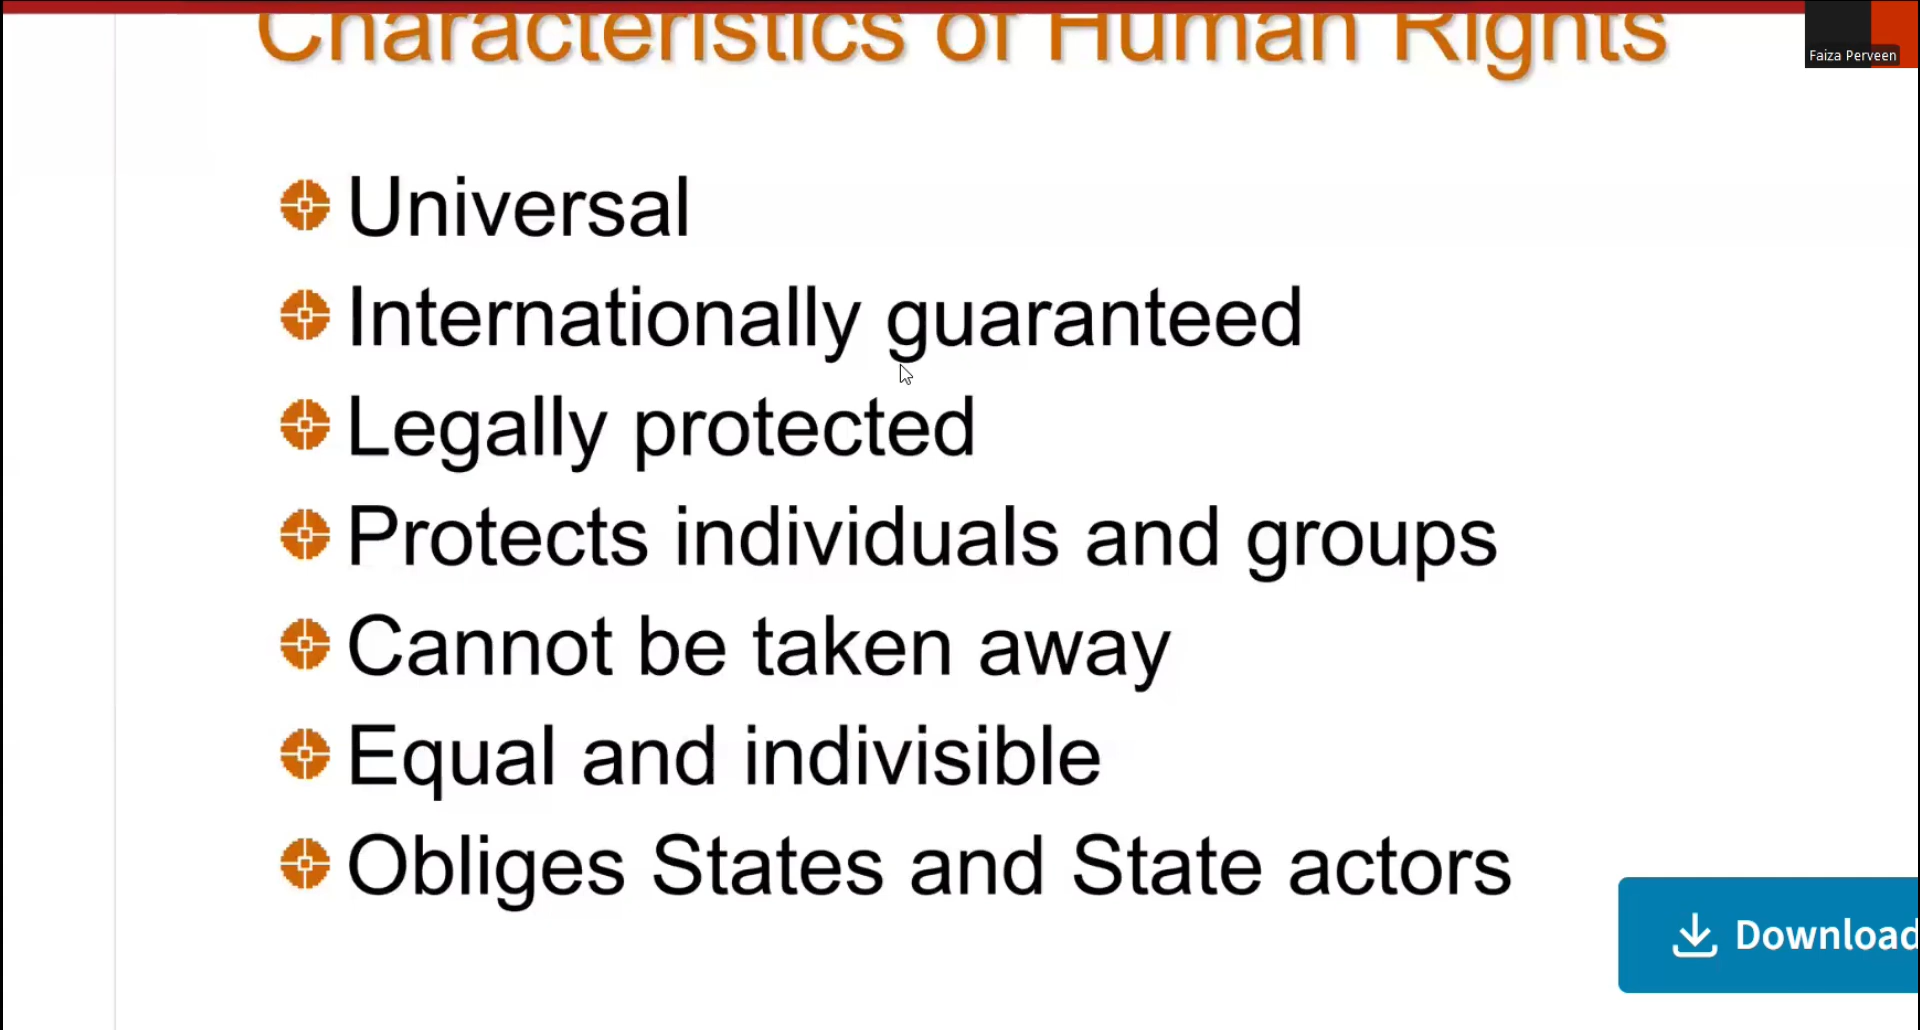 Characteristics of Human Rights
Faiza Perveen
Universal
Internationally guaranteed
Legally protected
Protects individuals and groups
Cannot be taken away
Equal and indivisible
Obliges States and State actors
Download